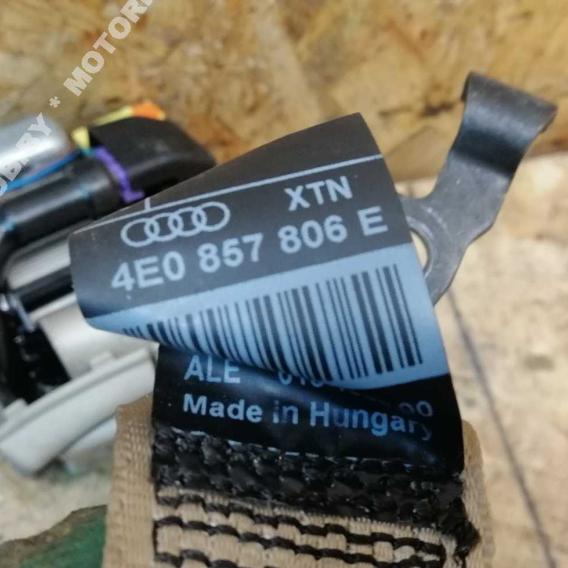 XTN
4E0 857 806 E
ALE
Made in Hungary